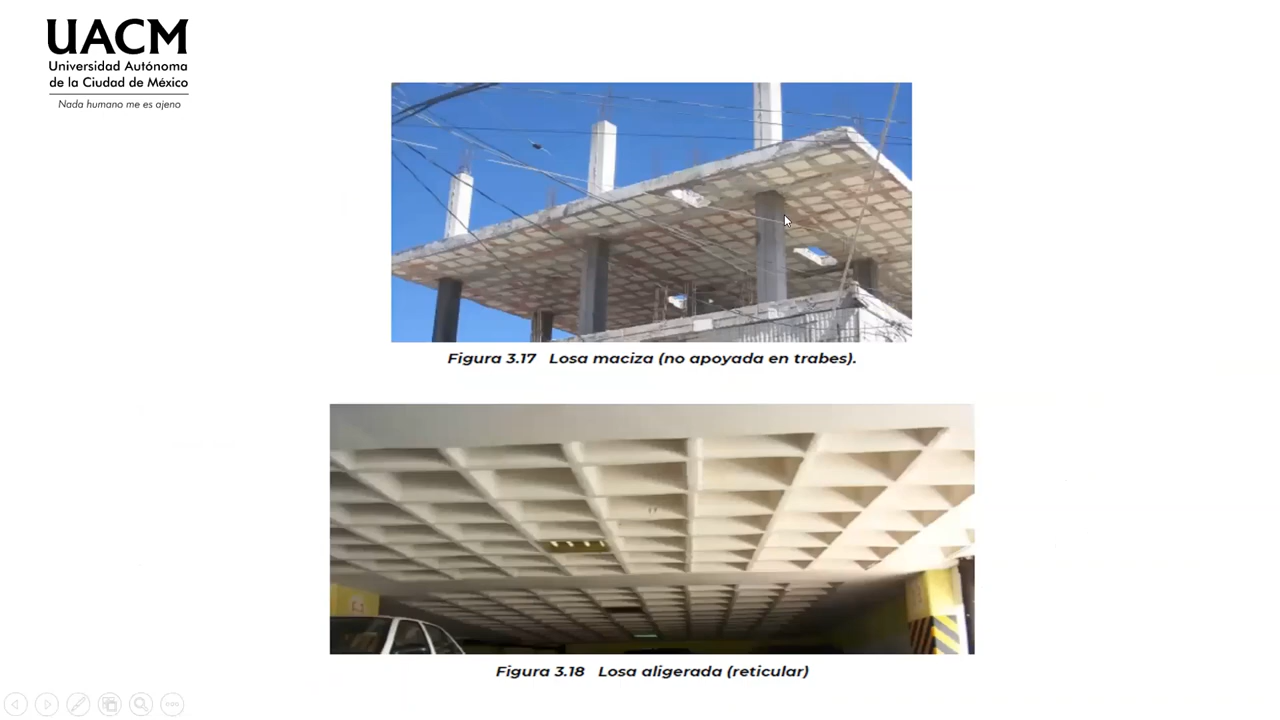 UACM
Universidad Autónoma
de la Ciudad de México
Nada humano me es ajeno
Figura 3.17 Losa maciza (no apoyada en trabes).
Figura 3.18 Losa aligerada (reticular)